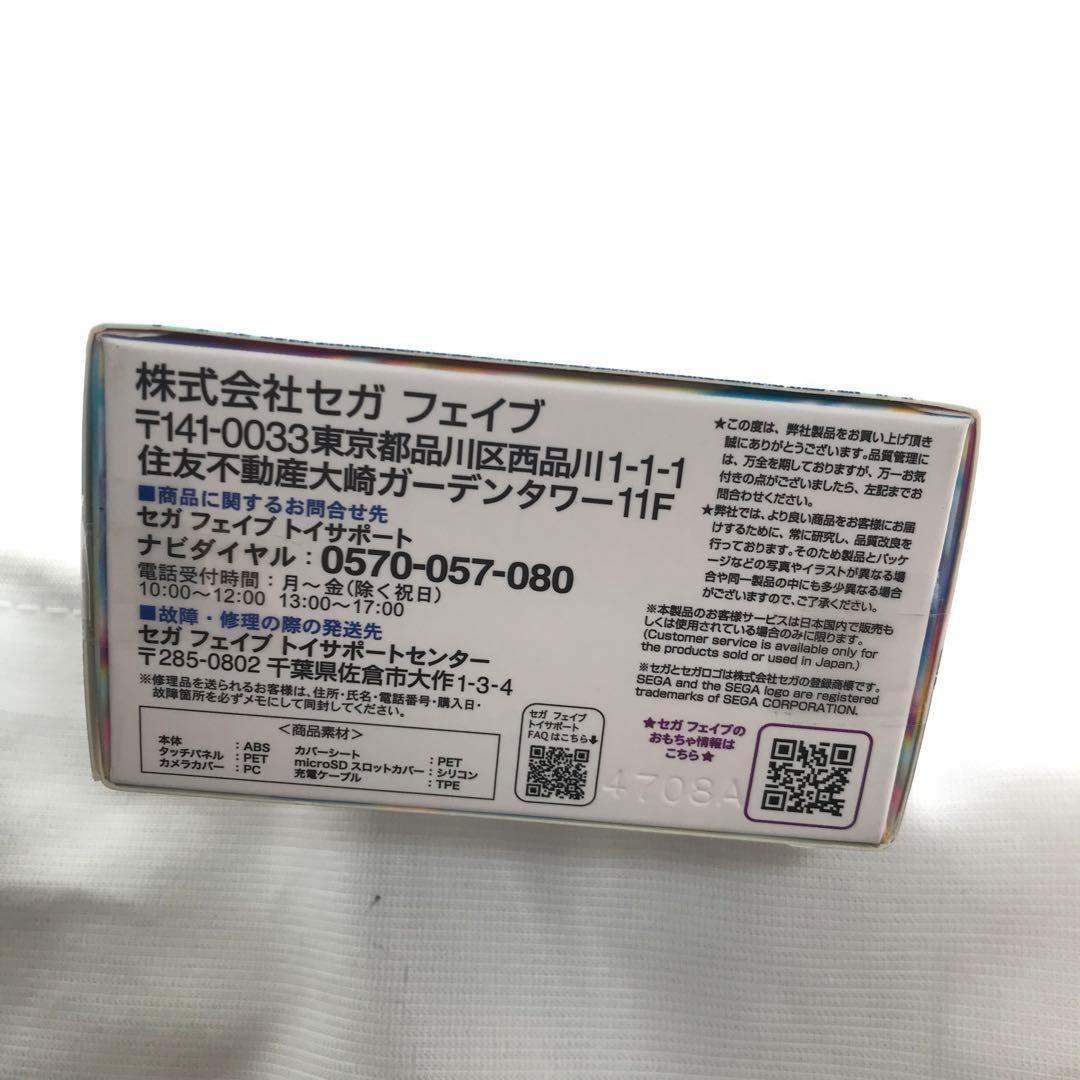 株式会社セガ フェイブ
〒141-0033東京都品川区西品川1-1-1
住友不動産大崎ガーデンタワー11F
■商品に関するお問合せ先
セガ フェイブ トイサポート
ナビダイヤル：0570-057-080
電話受付時間：月～金(除く祝日)
10:00～12:00 13:00～17:00
■故障・修理の際の発送先
セガ フェイブ トイサポートセンター
〒285-0802 千葉県佐倉市大作1-3-4
※修理品を送られるお客様は、住所・氏名・電話番号・購入日・
故障箇所を必ずメモにして同封してください。
＜商品素材＞
本体：ABS
タッチパネル：PET
カメラカバー：PC
カバーシート：PET
microSD スロットカバー：シリコン
充電ケーブル：TPE
セガ フェイブ
トイサポート
FAQはこちら⬇
4708A
★この度は、弊社製品をお買い上げ頂き
誠にありがとうございます。品質管理に
は、万全を期しておりますが、万一お気
付きの点がございましたら、左記までお
問合わせください。
★弊社では、より良い商品をお客様にお届
けするために、常に研究し、品質改良を
行っております。そのため製品とパッケ
ージなどの写真やイラストが異なる場
合や同一製品の中にも多少異なる場合
がございますので、ご了承ください。
※本製品のお客様サービスは日本国内で販売も
しくは使用されている場合のみに限ります。
(Customer service is available only for
the products sold or used in Japan.)
※セガとセガロゴは株式会社セガの登録商標です。
SEGA and the SEGA logo are registered
trademarks of SEGA CORPORATION.
★セガ フェイブの
おもちゃ情報は
こちら★